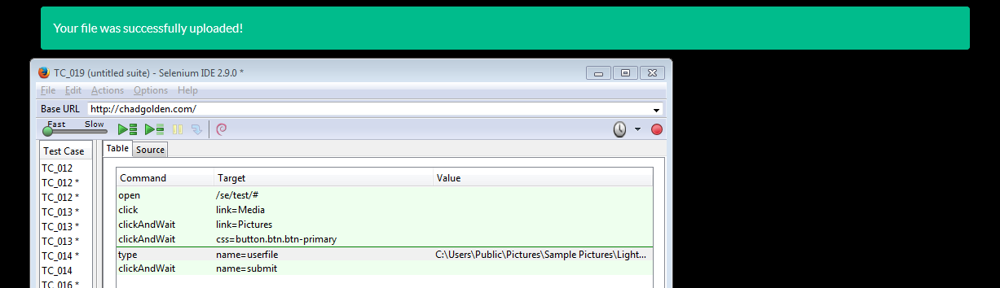 Your file was successfully uploaded!
TC_019 (untitled suite) - Selenium IDE 2.9.0 *
File Edit Actions Options Help
Base URL http://chadgolden.com/
Fast Slow
Test Case Table Source
Command Target Value
TC_012
TC_012 *
TC_012 *
TC_013 *
TC_013 *
TC_013 *
TC_014 *
TC_014
TC_016 *
open /se/test/#
click link=Media
clickAndWait link=Pictures
clickAndWait css=button.btn.btn-primary
type name=userfile C:\Users\Public\Pictures\Sample Pictures\Light...
clickAndWait name=submit